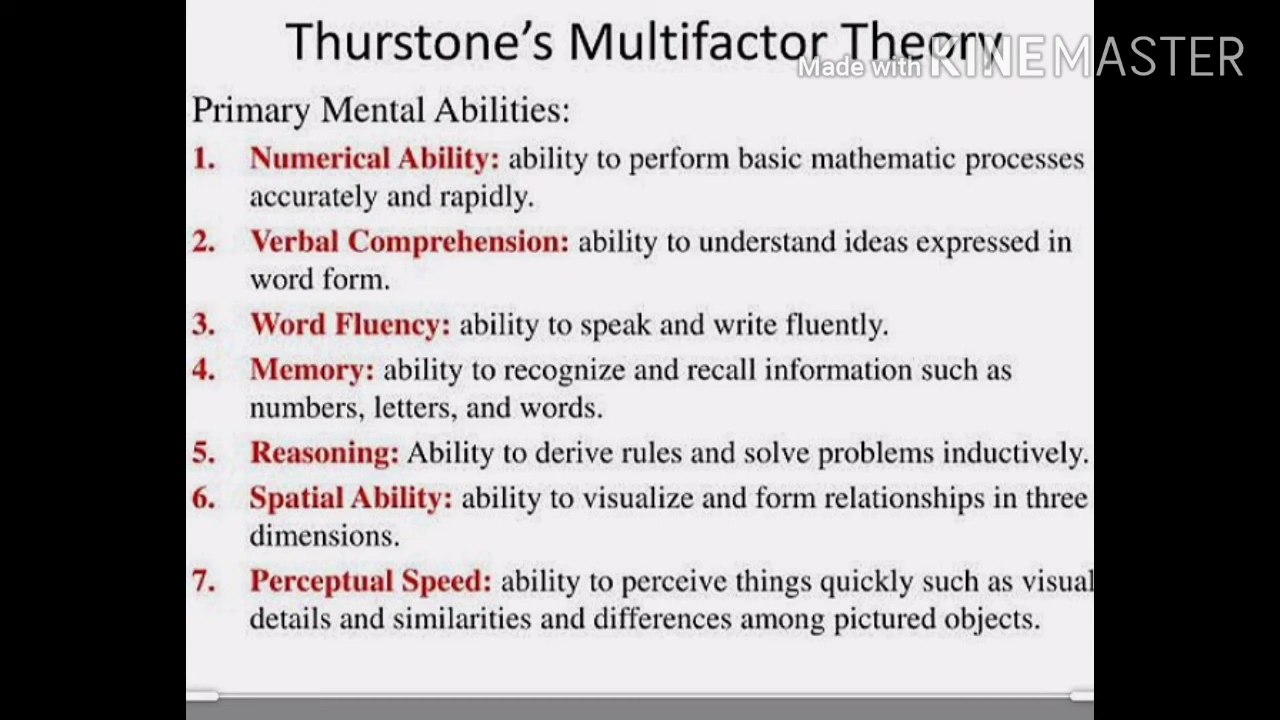 Thurstone's Multifactor Theory
Made with KINEMASTER
Primary Mental Abilities:
1. Numerical Ability: ability to perform basic mathematic processes
accurately and rapidly.
2. Verbal Comprehension: ability to understand ideas expressed in
word form.
3. Word Fluency: ability to speak and write fluently.
4. Memory: ability to recognize and recall information such as
numbers, letters, and words.
5. Reasoning: Ability to derive rules and solve problems inductively.
6. Spatial Ability: ability to visualize and form relationships in three
dimensions.
7. Perceptual Speed: ability to perceive things quickly such as visual
details and similarities and differences among pictured objects.